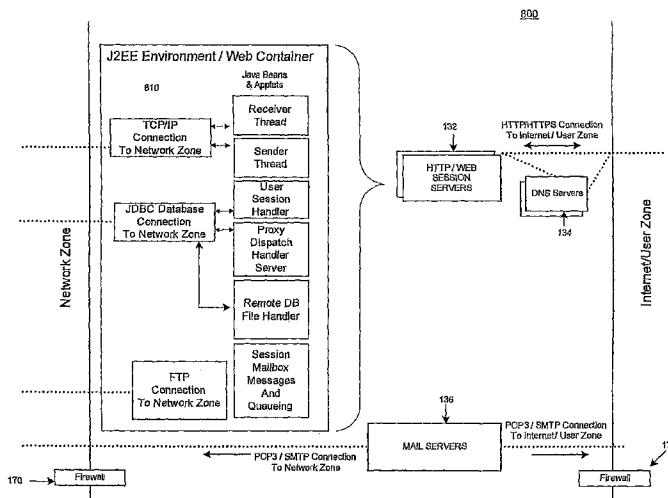 800
J2EE Environment / Web Container
810
Java Beans
& Applets
Receiver
Thread
TCP/IP
Connection
To Network Zone
Sender
Thread
User
Session
Handler
JDBC Database
Connection
To Network Zone
Proxy
Dispatch
Handler
Server
Remote DB
File Handler
Session
Mailbox
Messages
And
Queueing
FTP
Connection
To Network Zone
Network Zone
132
HTTP / WEB
SESSION
SERVERS
HTTP/HTTPS Connection
To Internet/ User Zone
DNS Servers
134
Internet/User Zone
136
MAIL SERVERS
POP3 / SMTP Connection
To Internet/ User Zone
POP3 / SMTP Connection
To Network Zone
170
Firewall
Firewall